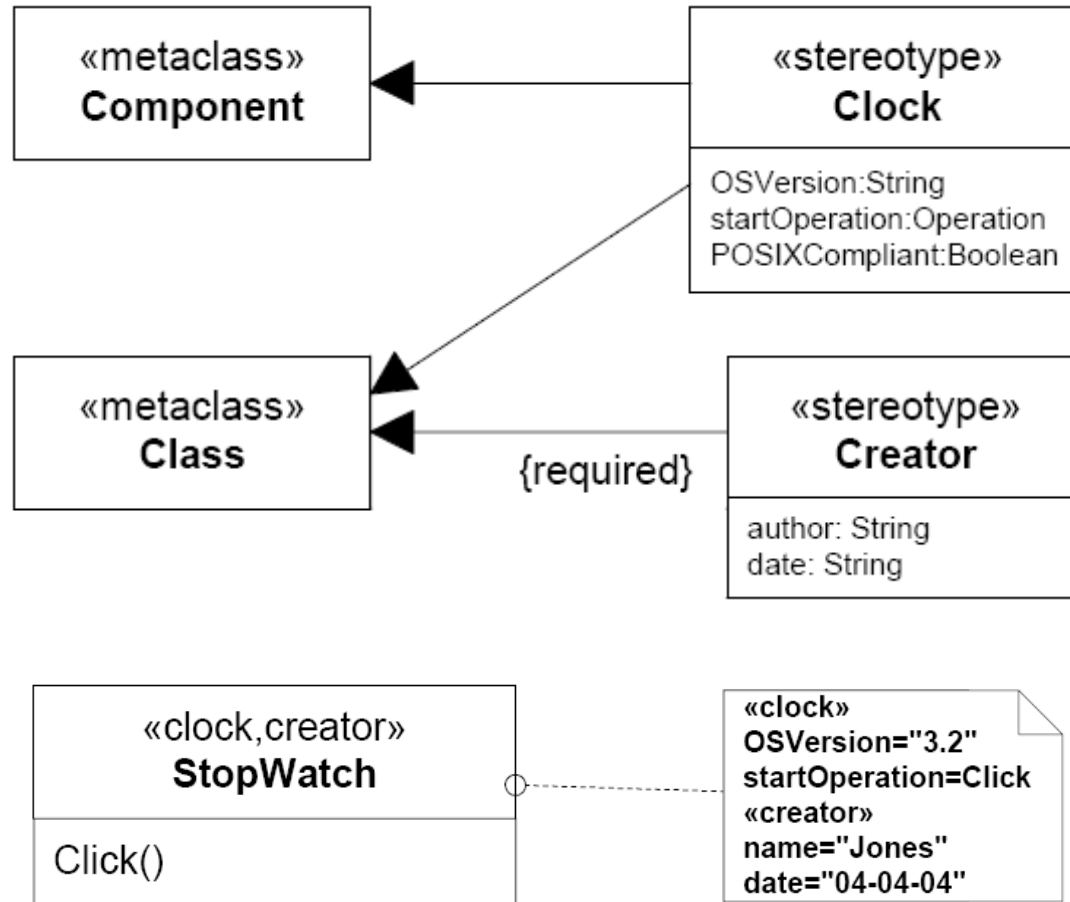 «metaclass»
Component
«stereotype»
Clock
OSVersion:String
startOperation:Operation
POSIXCompliant:Boolean
«metaclass»
Class
{required}
«stereotype»
Creator
author: String
date: String
«clock,creator»
StopWatch
Click()
«clock»
OSVersion="3.2"
startOperation=Click
«creator»
name="Jones"
date="04-04-04"